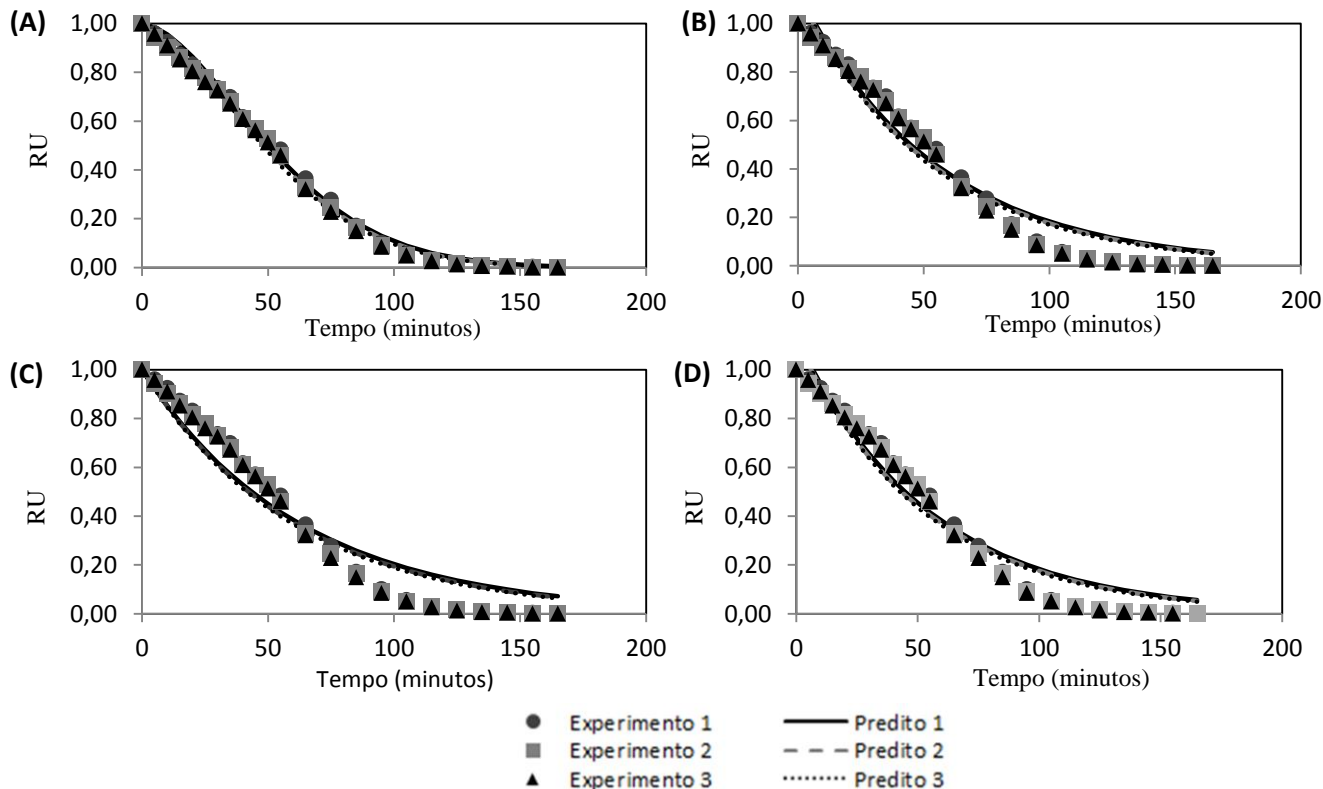 (A)
1,00
0,80
0,60
0,40
0,20
0,00
RU
0 50 100 150 200
Tempo (minutos)
(B)
1,00
0,80
0,60
0,40
0,20
0,00
RU
0 50 100 150 200
Tempo (minutos)
(C)
1,00
0,80
0,60
0,40
0,20
0,00
RU
0 50 100 150 200
Tempo (minutos)
(D)
1,00
0,80
0,60
0,40
0,20
0,00
RU
0 50 100 150 200
Tempo (minutos)
Experimento 1 Predito 1
Experimento 2 Predito 2
Experimento 3 Predito 3